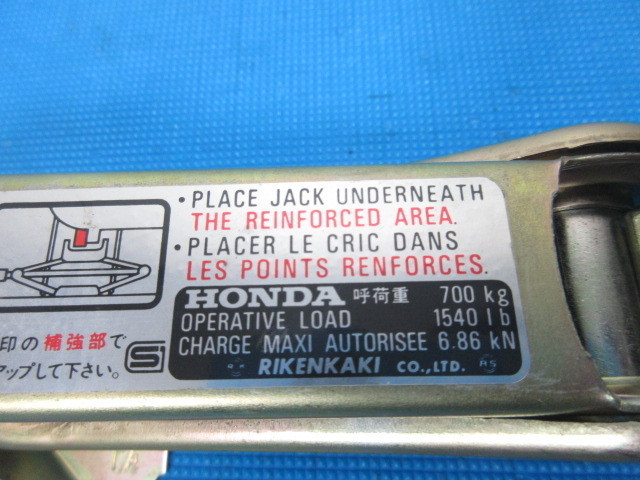 • PLACE JACK UNDERNEATH
THE REINFORCED AREA.
• PLACER LE CRIC DANS
LES POINTS RENFORCES.
HONDA 呼荷重 700 kg
OPERATIVE LOAD 1540 lb
CHARGE MAXI AUTORISEE 6.86 kN
RIKENKAKI CO.,LTD.
印の補強部で
アップして下さい。